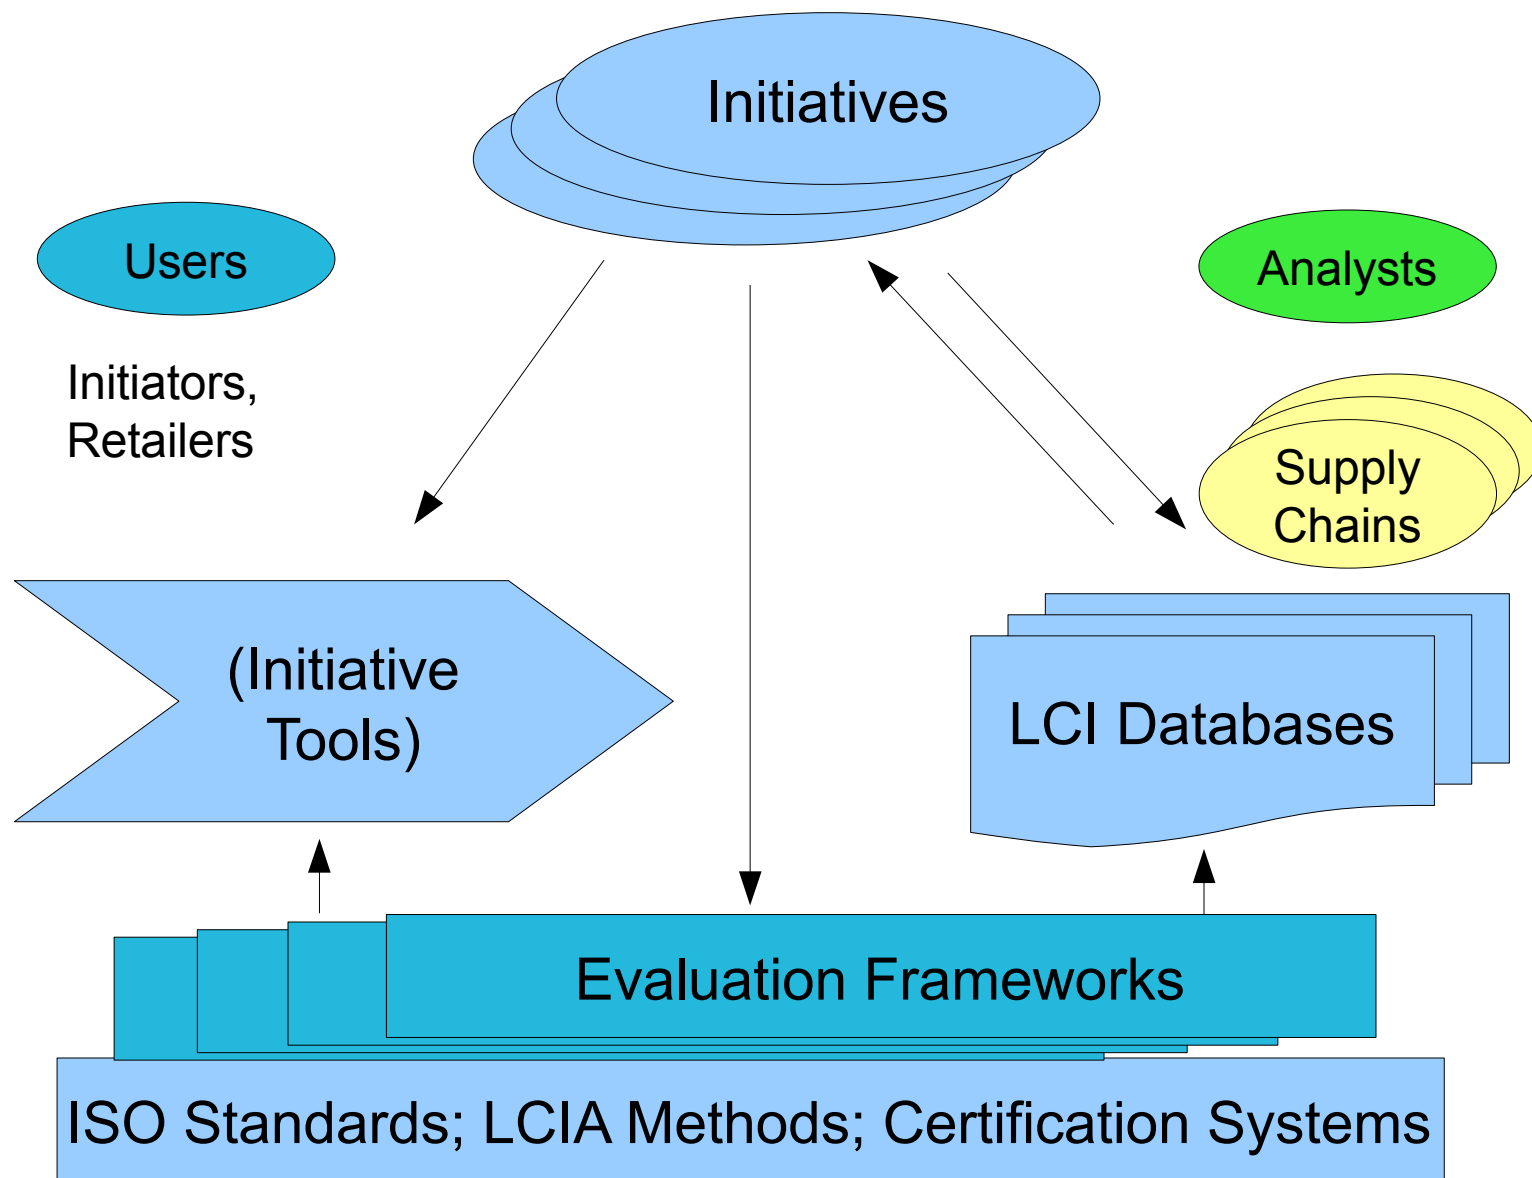 Initiatives
Users
Analysts
Initiators,
Retailers
Supply
Chains
(Initiative
Tools)
LCI Databases
Evaluation Frameworks
ISO Standards; LCIA Methods; Certification Systems